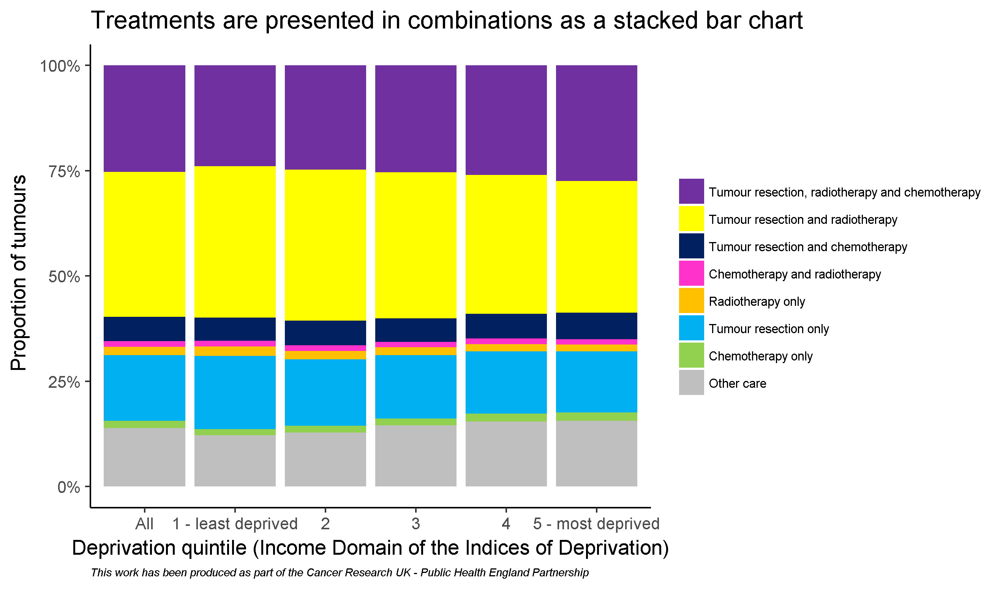 Treatments are presented in combinations as a stacked bar chart
Proportion of tumours
100%
75%
50%
25%
0%
Tumour resection, radiotherapy and chemotherapy
Tumour resection and radiotherapy
Tumour resection and chemotherapy
Chemotherapy and radiotherapy
Radiotherapy only
Tumour resection only
Chemotherapy only
Other care
All 1 - least deprived 2 3 4 5 - most deprived
Deprivation quintile (Income Domain of the Indices of Deprivation)
This work has been produced as part of the Cancer Research UK - Public Health England Partnership